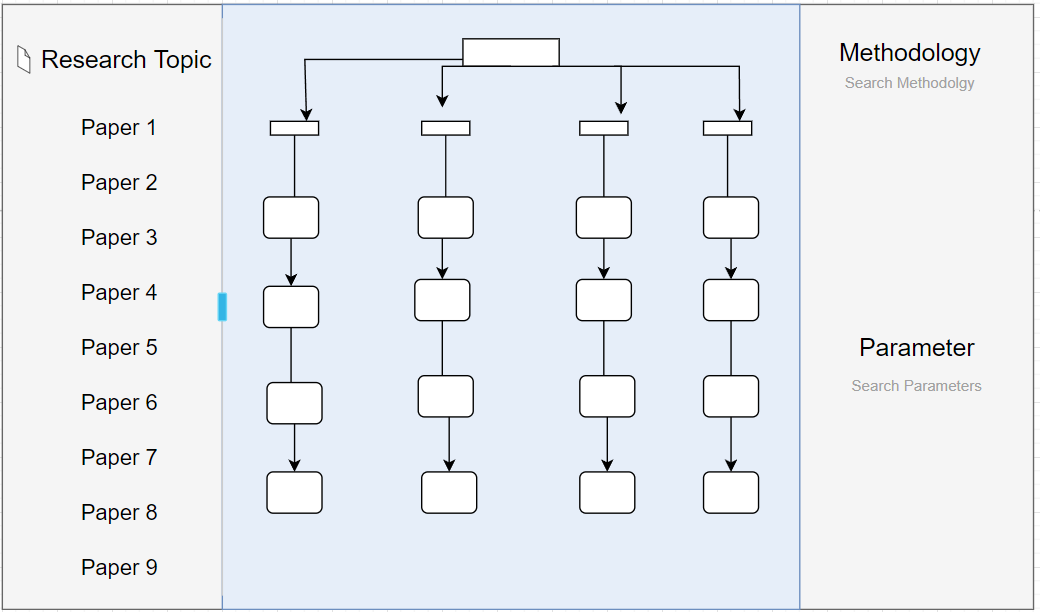 Research Topic
Paper 1
Paper 2
Paper 3
Paper 4
Paper 5
Paper 6
Paper 7
Paper 8
Paper 9
Methodology
Search Methodolgy
Parameter
Search Parameters